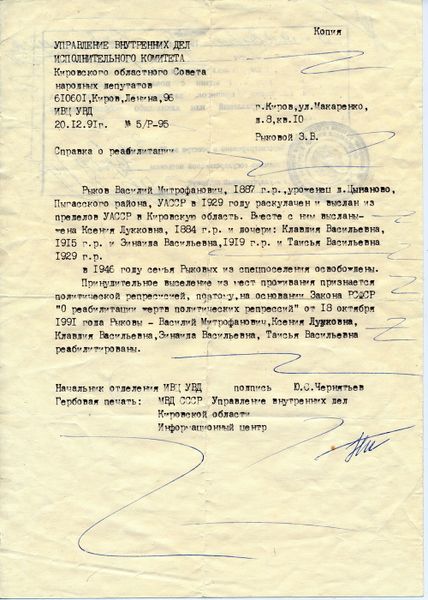 Копия
УПРАВЛЕНИЕ ВНУТРЕННИХ ДЕЛ
ИСПОЛНИТЕЛЬНОГО КОМИТЕТА
Кировского областного Совета
народных депутатов
610601,Киров,Ленина,96
ИВЦ УВД
20.12.91г. № 5/Р-95
г.Киров,ул.Макаренко,
д.8,кв.10
Рыковой З.В.
Справка о реабилитации
Рыков Василий Митрофанович, 1887 г.р.,уроженец д.Цыпаново,
Пыгасского района, УАССР в 1929 году раскулачен и выслан из
пределов УАССР в Кировскую область. Вместе с ним высланы-
жена Ксения Лукковна, 1884 г.р. и дочери: Клавдия Васильевна,
1915 г.р. и Зинаида Васильевна,1919 г.р. и Таисья Васильевна
1929 г.р.
в 1946 году семья Рыковых из спецпоселения освобождены.
Принудительное выселение из мест проживания признается
политической репрессией, поэтому,на основании Закона РСФСР
"О реабилитации жертв политических репрессий" от 18 октября
1991 года Рыковы - Василий Митрофанович,Ксения Лукковна,
Клавдия Васильевна,Зинаида Васильевна, Таисья Васильевна
реабилитированы.
Начальник отделения ИВЦ УВД подпись Ю.С.Чернятьев
Гербовая печать: МВД СССР Управление внутренних дел
Кировской области
Информационный центр